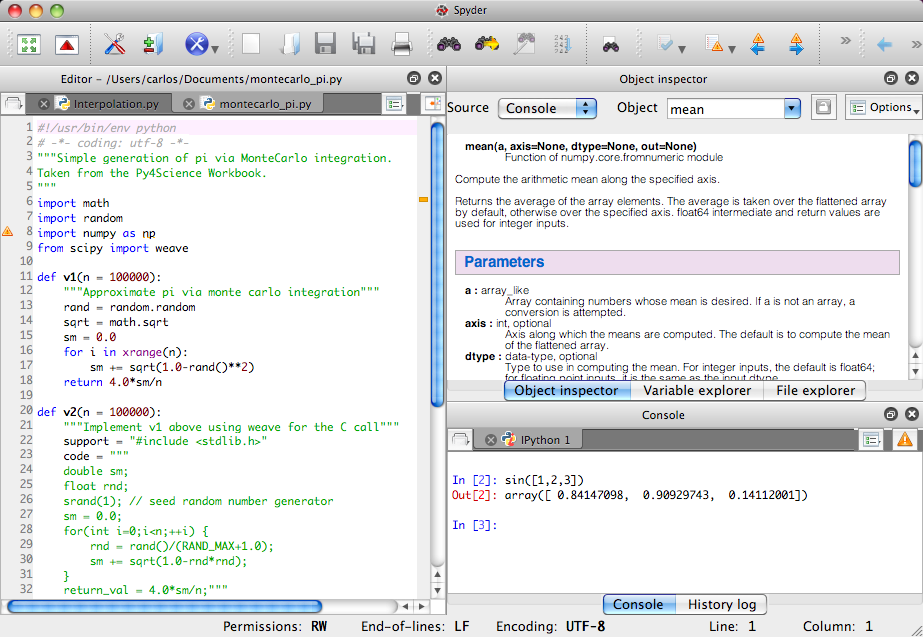 Spyder
Editor - /Users/carlos/Documents/montecarlo_pi.py
Interpolation.py
montecarlo_pi.py
1 #!/usr/bin/env python
2 # -*- coding: utf-8 -*-
3 """Simple generation of pi via MonteCarlo integration.
4 Taken from the Py4Science Workbook.
5 """
6 import math
7 import random
8 import numpy as np
9 from scipy import weave
10
11 def v1(n = 100000):
12     """Approximate pi via monte carlo integration"""
13     rand = random.random
14     sqrt = math.sqrt
15     sm = 0.0
16     for i in xrange(n):
17         sm += sqrt(1.0-rand()**2)
18     return 4.0*sm/n
19
20 def v2(n = 100000):
21     """Implement v1 above using weave for the C call"""
22     support = "#include <stdlib.h>"
23     code = """
24     double sm;
25     float rnd;
26     srand(1); // seed random number generator
27     sm = 0.0;
28     for(int i=0;i<n;++i) {
29         rnd = rand()/(RAND_MAX+1.0);
30         sm += sqrt(1.0-rnd*rnd);
31     }
32     return_val = 4.0*sm/n;"""
Object inspector
Source Console Object mean Options
mean(a, axis=None, dtype=None, out=None)
Function of numpy.core.fromnumeric module
Compute the arithmetic mean along the specified axis.
Returns the average of the array elements. The average is taken over the flattened array
by default, otherwise over the specified axis. float64 intermediate and return values are
used for integer inputs.
Parameters
a : array_like
Array containing numbers whose mean is desired. If a is not an array, a
conversion is attempted.
axis : int, optional
Axis along which the means are computed. The default is to compute the mean
of the flattened array.
dtype : data-type, optional
Type to use in computing the mean. For integer inputs, the default is float64;
for floating point inputs, it is the same as the input dtype.
Object inspector Variable explorer File explorer
Console
IPython 1
In [2]: sin([1,2,3])
Out[2]: array([ 0.84147098,  0.90929743,  0.14112001])
In [3]:
Console History log
Permissions: RW End-of-lines: LF Encoding: UTF-8 Line: 1 Column: 1